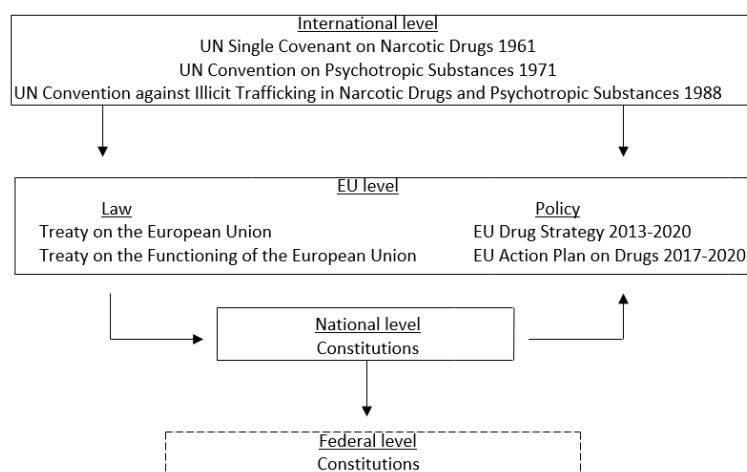 International level
UN Single Covenant on Narcotic Drugs 1961
UN Convention on Psychotropic Substances 1971
UN Convention against Illicit Trafficking in Narcotic Drugs and Psychotropic Substances 1988
EU level
Law
Treaty on the European Union
Treaty on the Functioning of the European Union
Policy
EU Drug Strategy 2013-2020
EU Action Plan on Drugs 2017-2020
National level
Constitutions
Federal level
Constitutions